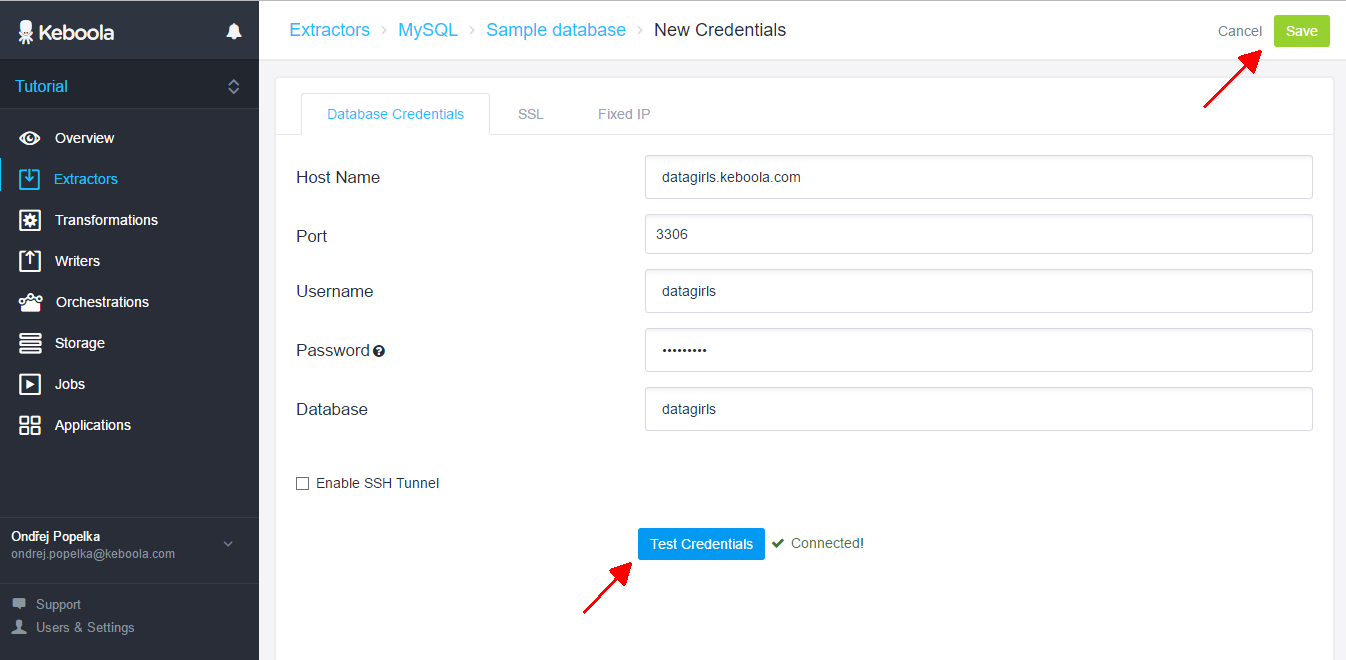 Keboola
Tutorial
Overview
Extractors
Transformations
Writers
Orchestrations
Storage
Jobs
Applications
Ondřej Popelka
ondrej.popelka@keboola.com
Support
Users & Settings
Extractors › MySQL › Sample database › New Credentials
Cancel Save
Database Credentials SSL Fixed IP
Host Name datagirls.keboola.com
Port 3306
Username datagirls
Password •••••••••
Database datagirls
Enable SSH Tunnel
Test Credentials Connected!